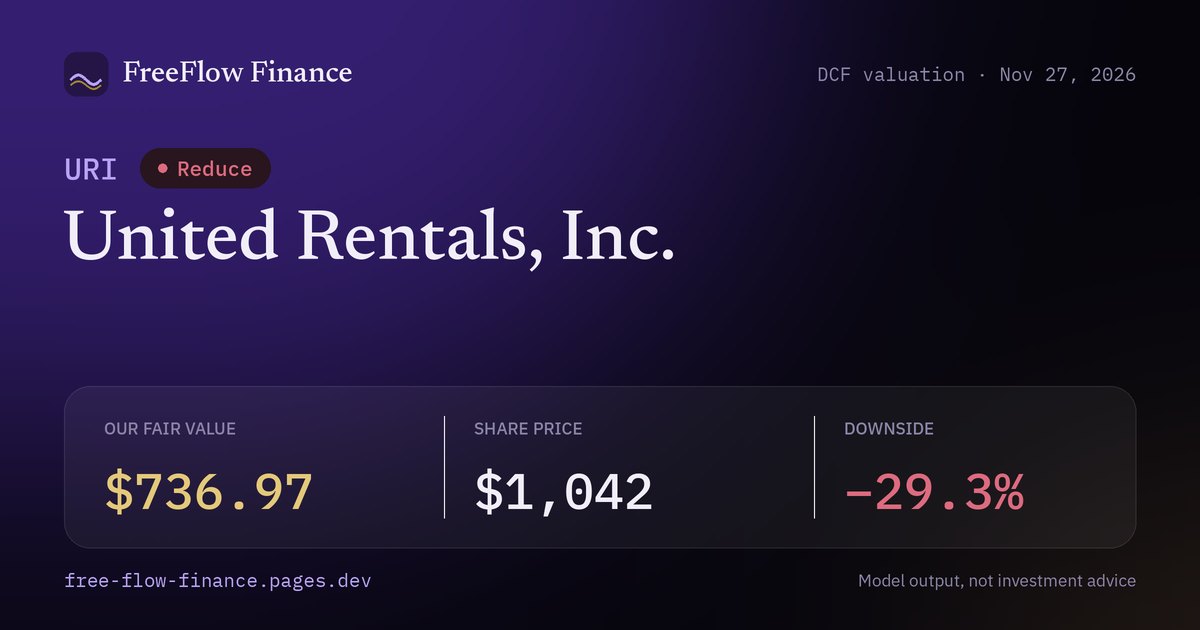 FreeFlow Finance
DCF valuation · Nov 27, 2026
URI
Reduce
United Rentals, Inc.
OUR FAIR VALUE
$736.97
SHARE PRICE
$1,042
DOWNSIDE
−29.3%
free-flow-finance.pages.dev
Model output, not investment advice